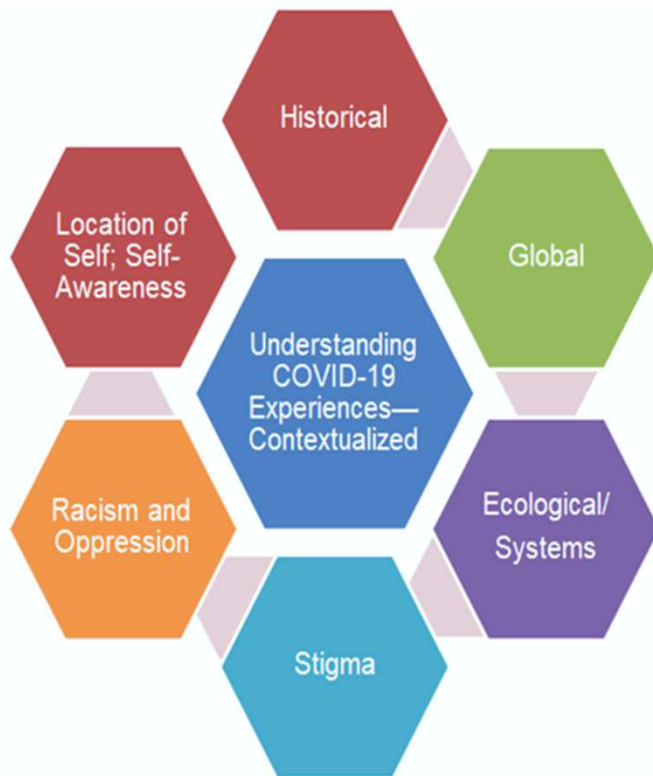 Historical
Global
Ecological/
Systems
Stigma
Racism and
Oppression
Location of
Self; Self-
Awareness
Understanding
COVID-19
Experiences—
Contextualized